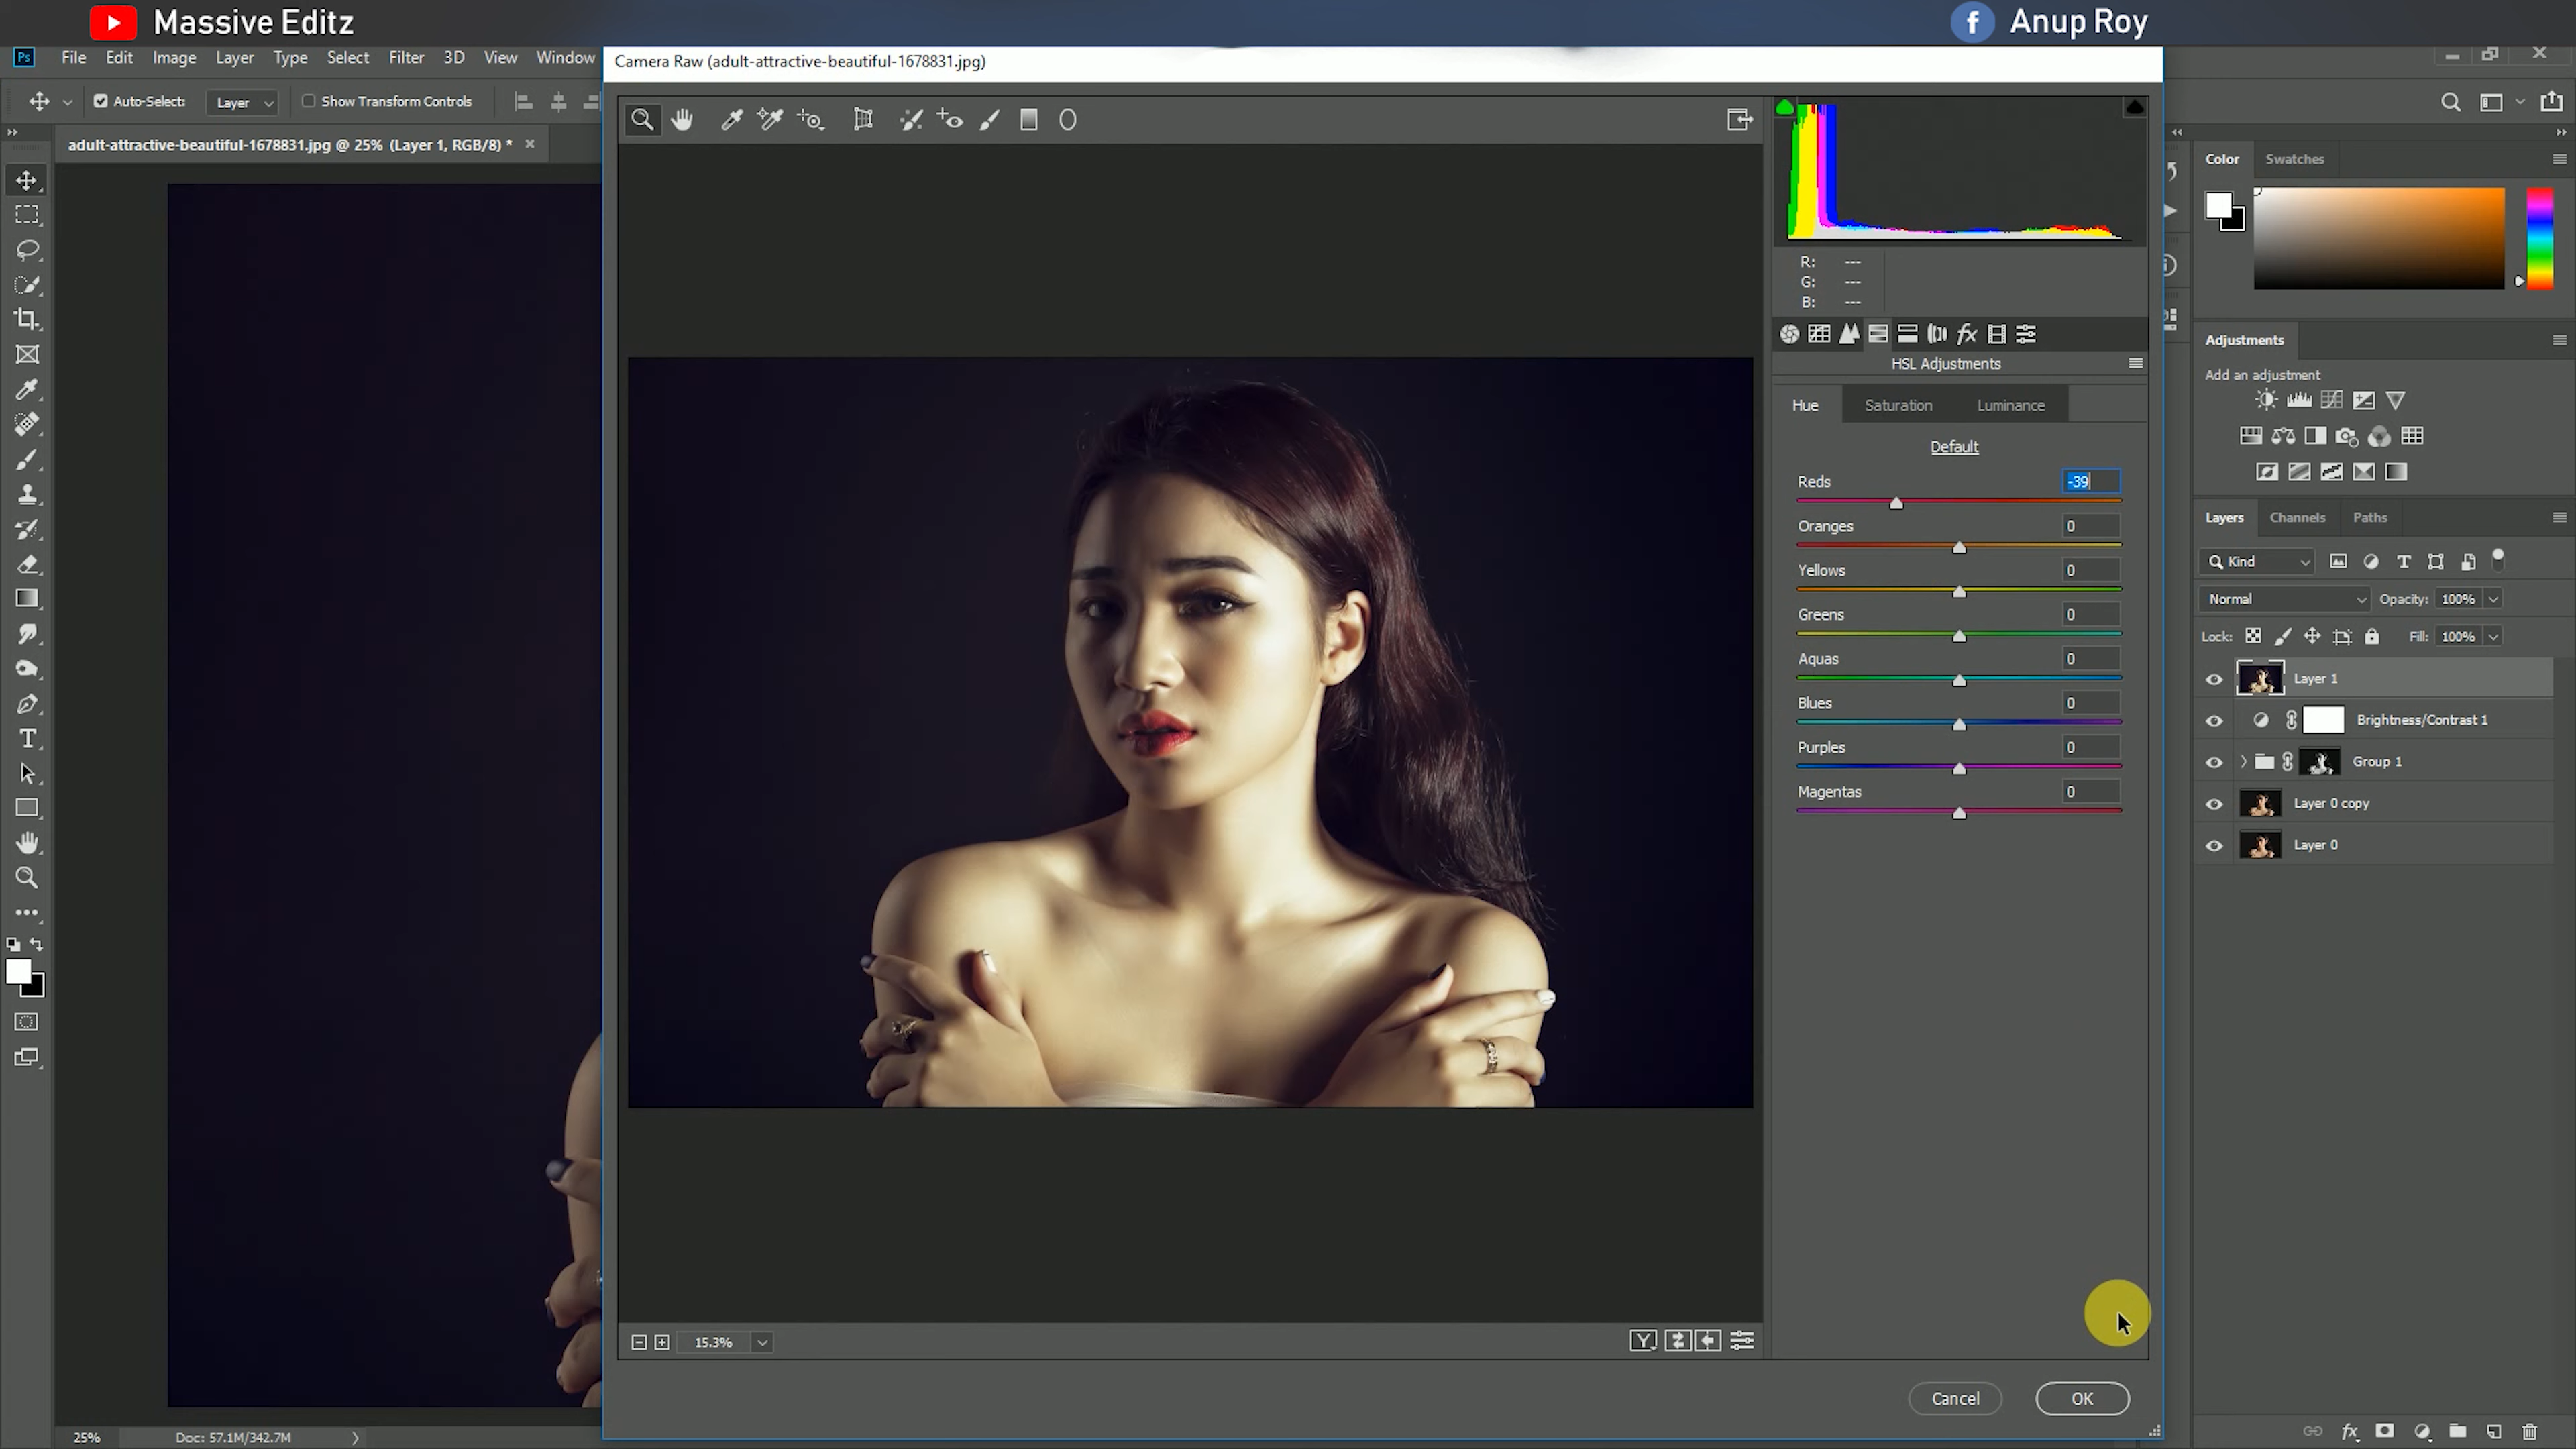 Massive Editz
f Anup Roy
Ps File Edit Image Layer Type Select Filter 3D View Window
Camera Raw (adult-attractive-beautiful-1678831.jpg)
Auto-Select: Layer Show Transform Controls
adult-attractive-beautiful-1678831.jpg @ 25% (Layer 1, RGB/8) * ×
Color Swatches
R: ---
G: ---
B: ---
fx
HSL Adjustments
Hue Saturation Luminance
Default
Reds -39
Oranges 0
Yellows 0
Greens 0
Aquas 0
Blues 0
Purples 0
Magentas 0
Adjustments
Add an adjustment
Layers Channels Paths
Kind
Normal Opacity: 100%
Lock: Fill: 100%
Layer 1
Brightness/Contrast 1
Group 1
Layer 0 copy
Layer 0
15.3% Y
Cancel OK
25% Doc: 57.1M/342.7M
fx